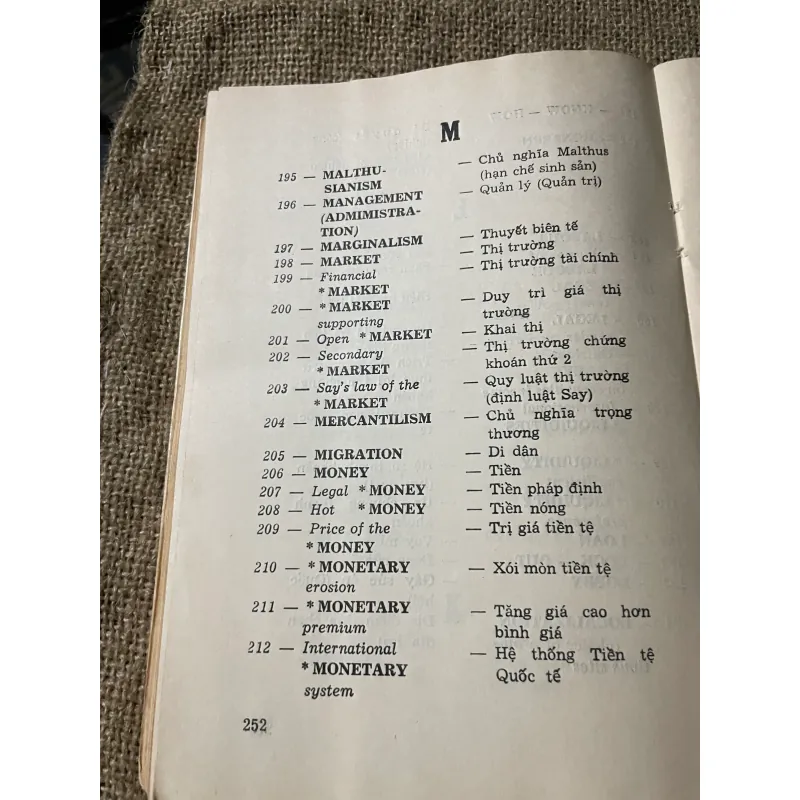 M
195 — MALTHU- — Chủ nghĩa Malthus
SIANISM (hạn chế sinh sản)
196 — MANAGEMENT — Quản lý (Quản trị)
(ADMIMISTRA-
TION)
197 — MARGINALISM — Thuyết biên tế
198 — MARKET — Thị trường
199 — Financial — Thị trường tài chính
* MARKET
200 — * MARKET — Duy trì giá thị
supporting trường
201 — Open * MARKET — Khai thị
202 — Secondary — Thị trường chứng
* MARKET khoán thứ 2
203 — Say's law of the — Quy luật thị trường
* MARKET (định luật Say)
204 — MERCANTILISM — Chủ nghĩa trọng
thương
205 — MIGRATION — Di dân
206 — MONEY — Tiền
207 — Legal * MONEY — Tiền pháp định
208 — Hot * MONEY — Tiền nóng
209 — Price of the — Trị giá tiền tệ
* MONEY
210 — * MONETARY — Xói mòn tiền tệ
erosion
211 — * MONETARY — Tăng giá cao hơn
premium bình giá
212 — International — Hệ thống Tiền tệ
* MONETARY Quốc tế
system
252